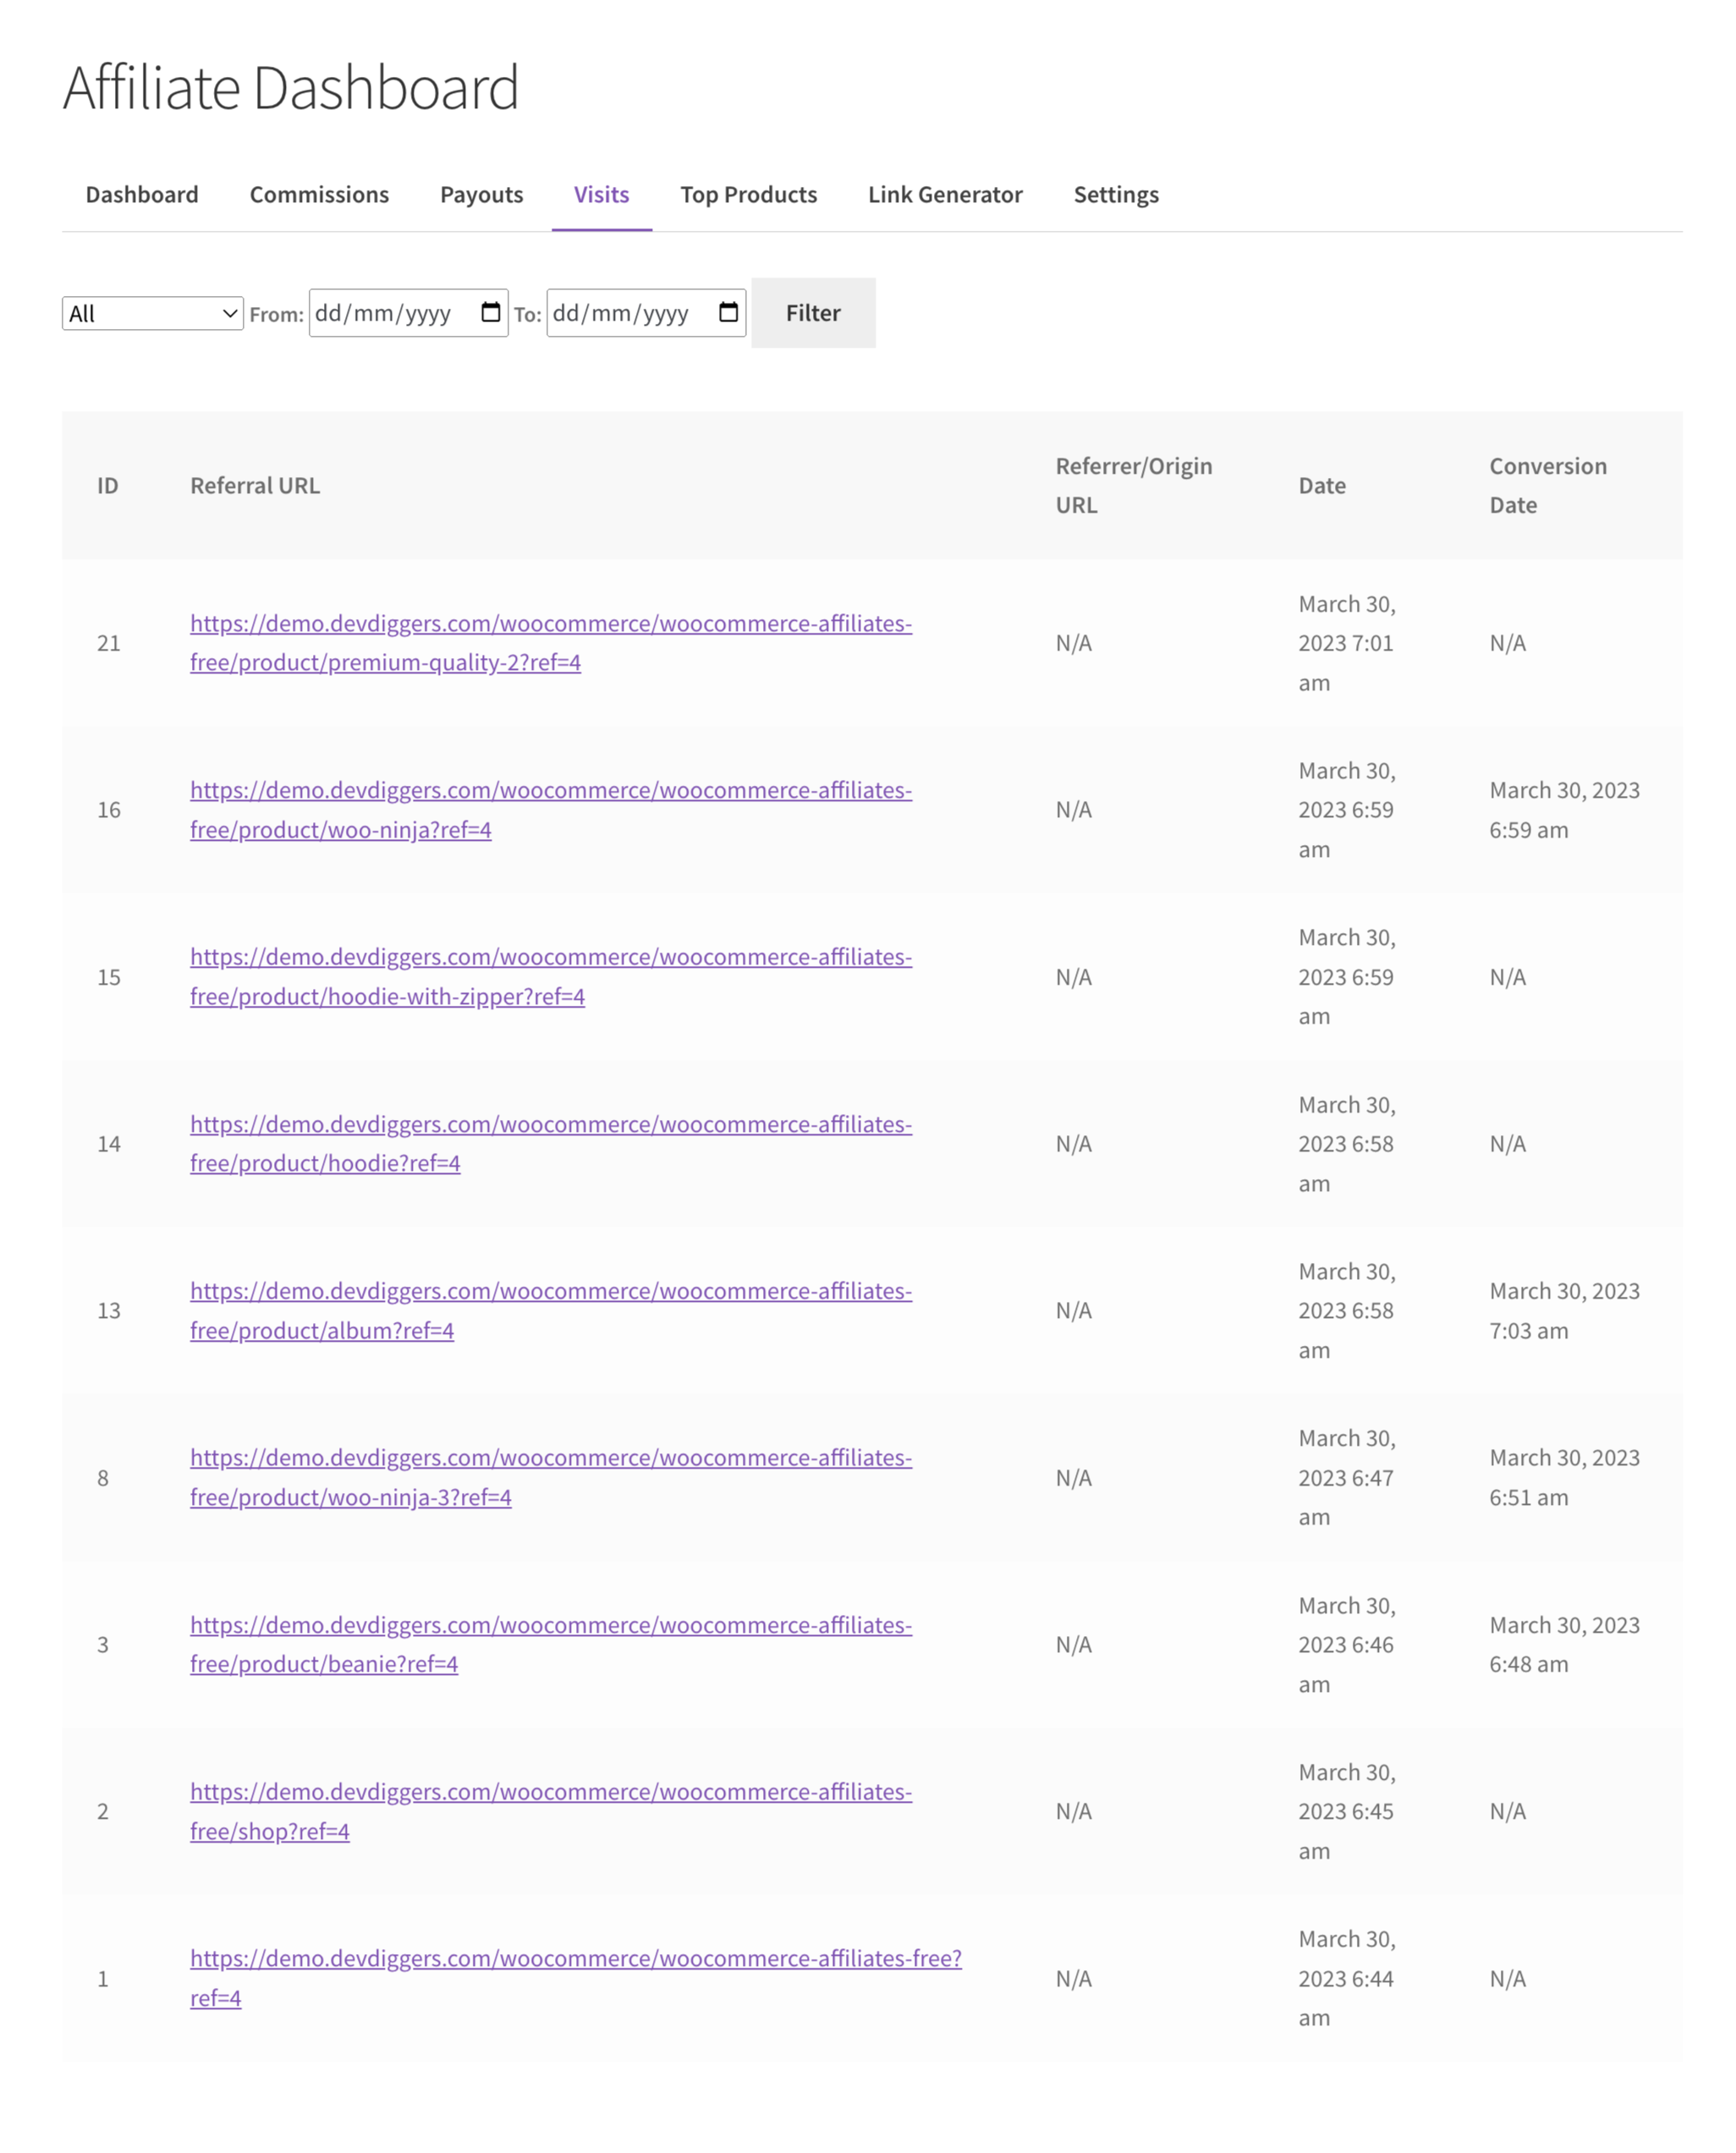 Affiliate Dashboard
Dashboard Commissions Payouts Visits Top Products Link Generator Settings
All From: dd/mm/yyyy To: dd/mm/yyyy Filter
ID Referral URL Referrer/Origin URL Date Conversion Date
21 https://demo.devdiggers.com/woocommerce/woocommerce-affiliates-
free/product/premium-quality-2?ref=4 N/A March 30,
2023 7:01
am N/A
16 https://demo.devdiggers.com/woocommerce/woocommerce-affiliates-
free/product/woo-ninja?ref=4 N/A March 30,
2023 6:59
am March 30, 2023
6:59 am
15 https://demo.devdiggers.com/woocommerce/woocommerce-affiliates-
free/product/hoodie-with-zipper?ref=4 N/A March 30,
2023 6:59
am N/A
14 https://demo.devdiggers.com/woocommerce/woocommerce-affiliates-
free/product/hoodie?ref=4 N/A March 30,
2023 6:58
am N/A
13 https://demo.devdiggers.com/woocommerce/woocommerce-affiliates-
free/product/album?ref=4 N/A March 30,
2023 6:58
am March 30, 2023
7:03 am
8 https://demo.devdiggers.com/woocommerce/woocommerce-affiliates-
free/product/woo-ninja-3?ref=4 N/A March 30,
2023 6:47
am March 30, 2023
6:51 am
3 https://demo.devdiggers.com/woocommerce/woocommerce-affiliates-
free/product/beanie?ref=4 N/A March 30,
2023 6:46
am March 30, 2023
6:48 am
2 https://demo.devdiggers.com/woocommerce/woocommerce-affiliates-
free/shop?ref=4 N/A March 30,
2023 6:45
am N/A
1 https://demo.devdiggers.com/woocommerce/woocommerce-affiliates-free?
ref=4 N/A March 30,
2023 6:44
am N/A